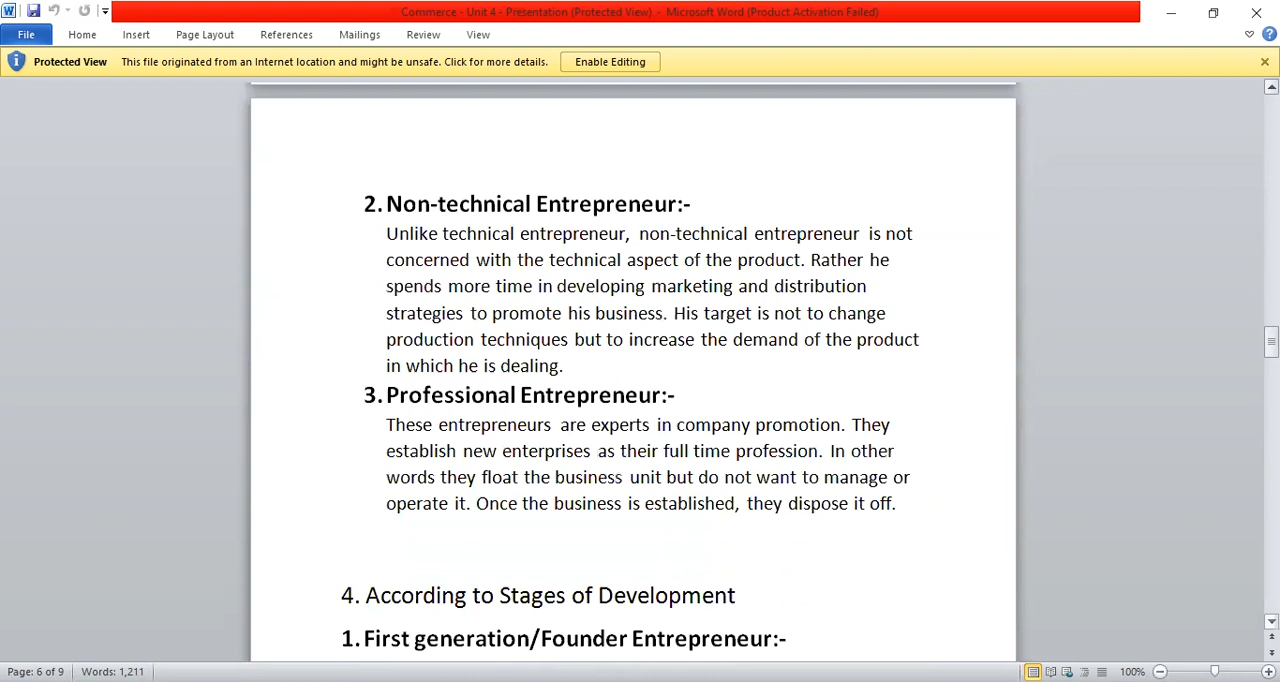 Commerce - Unit 4 - Presentation (Protected View) - Microsoft Word (Product Activation Failed)
File Home Insert Page Layout References Mailings Review View
Protected View This file originated from an Internet location and might be unsafe. Click for more details. Enable Editing
2. Non-technical Entrepreneur:-
Unlike technical entrepreneur, non-technical entrepreneur is not
concerned with the technical aspect of the product. Rather he
spends more time in developing marketing and distribution
strategies to promote his business. His target is not to change
production techniques but to increase the demand of the product
in which he is dealing.
3. Professional Entrepreneur:-
These entrepreneurs are experts in company promotion. They
establish new enterprises as their full time profession. In other
words they float the business unit but do not want to manage or
operate it. Once the business is established, they dispose it off.
4. According to Stages of Development
1. First generation/Founder Entrepreneur:-
Page: 6 of 9 Words: 1,211 100%